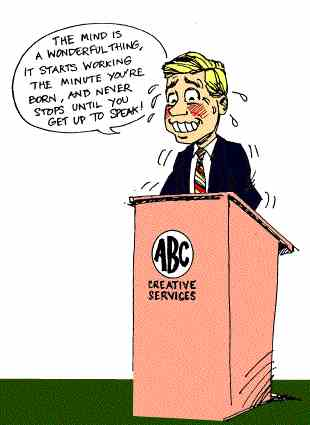 THE MIND IS
A WONDERFUL THING,
IT STARTS WORKING
THE MINUTE YOU'RE
BORN, AND NEVER
STOPS UNTIL YOU
GET UP TO SPEAK!
ABC
CREATIVE
SERVICES